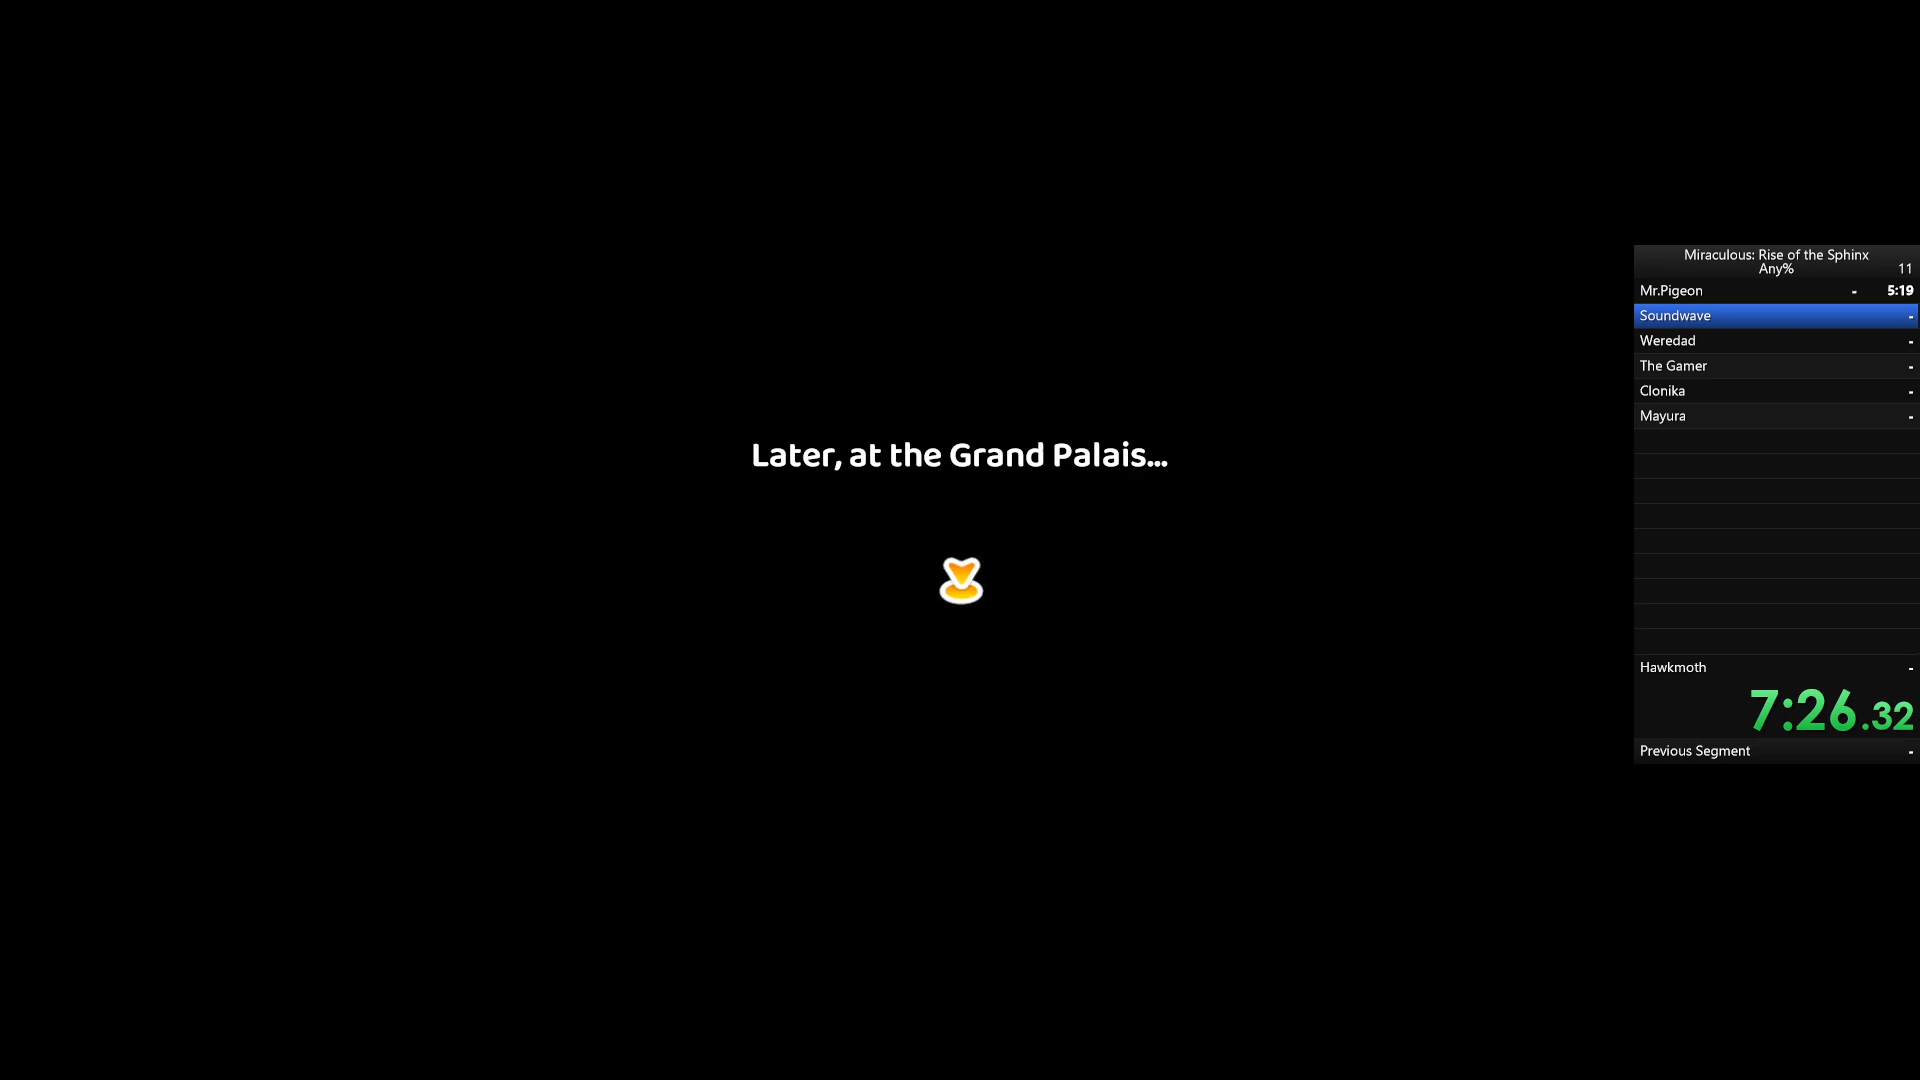 Later, at the Grand Palais...
Miraculous: Rise of the Sphinx
Any% 11
Mr.Pigeon - 5:19
Soundwave -
Weredad -
The Gamer -
Clonika -
Mayura -
Hawkmoth -
7:26.32
Previous Segment -